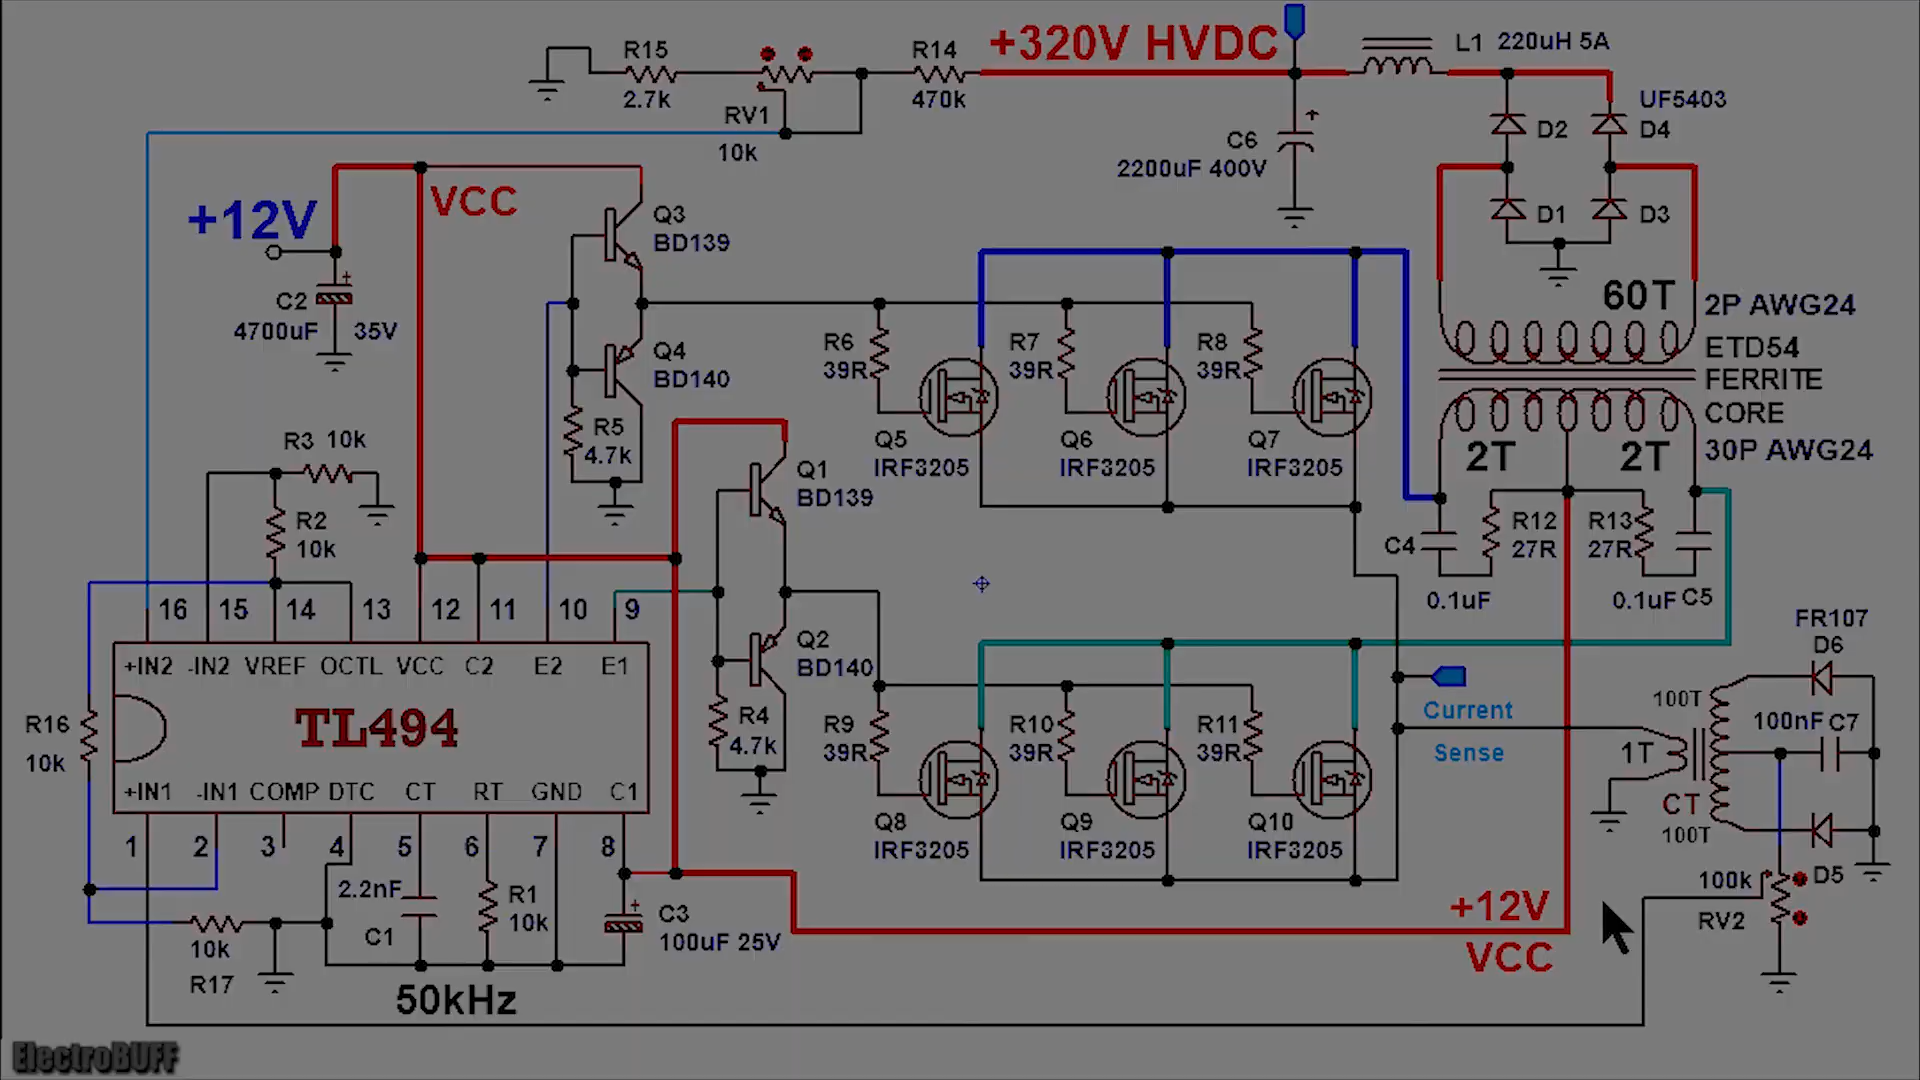 R15
2.7k
RV1
10k
R14
470k
+320V HVDC
L1 220uH 5A
UF5403
D2
D4
D1
D3
C6
2200uF 400V
+12V
VCC
C2
4700uF 35V
Q3
BD139
Q4
BD140
R5
4.7k
60T
2P AWG24
ETD54
FERRITE
CORE
30P AWG24
2T
2T
R6
39R
R7
39R
R8
39R
Q5
IRF3205
Q6
IRF3205
Q7
IRF3205
R3 10k
R2
10k
Q1
BD139
Q2
BD140
R4
4.7k
C4
R12
27R
R13
27R
0.1uF
0.1uF C5
16 15 14 13 12 11 10 9
+IN2 -IN2 VREF OCTL VCC C2 E2 E1
TL494
+IN1 -IN1 COMP DTC CT RT GND C1
1 2 3 4 5 6 7 8
R16
10k
R9
39R
R10
39R
R11
39R
Q8
IRF3205
Q9
IRF3205
Q10
IRF3205
Current
Sense
FR107
D6
100T
100nF C7
1T
CT
100T
D5
100k
RV2
2.2nF
C1
R1
10k
C3
100uF 25V
10k
R17
50kHz
+12V
VCC
ElectroBUFF